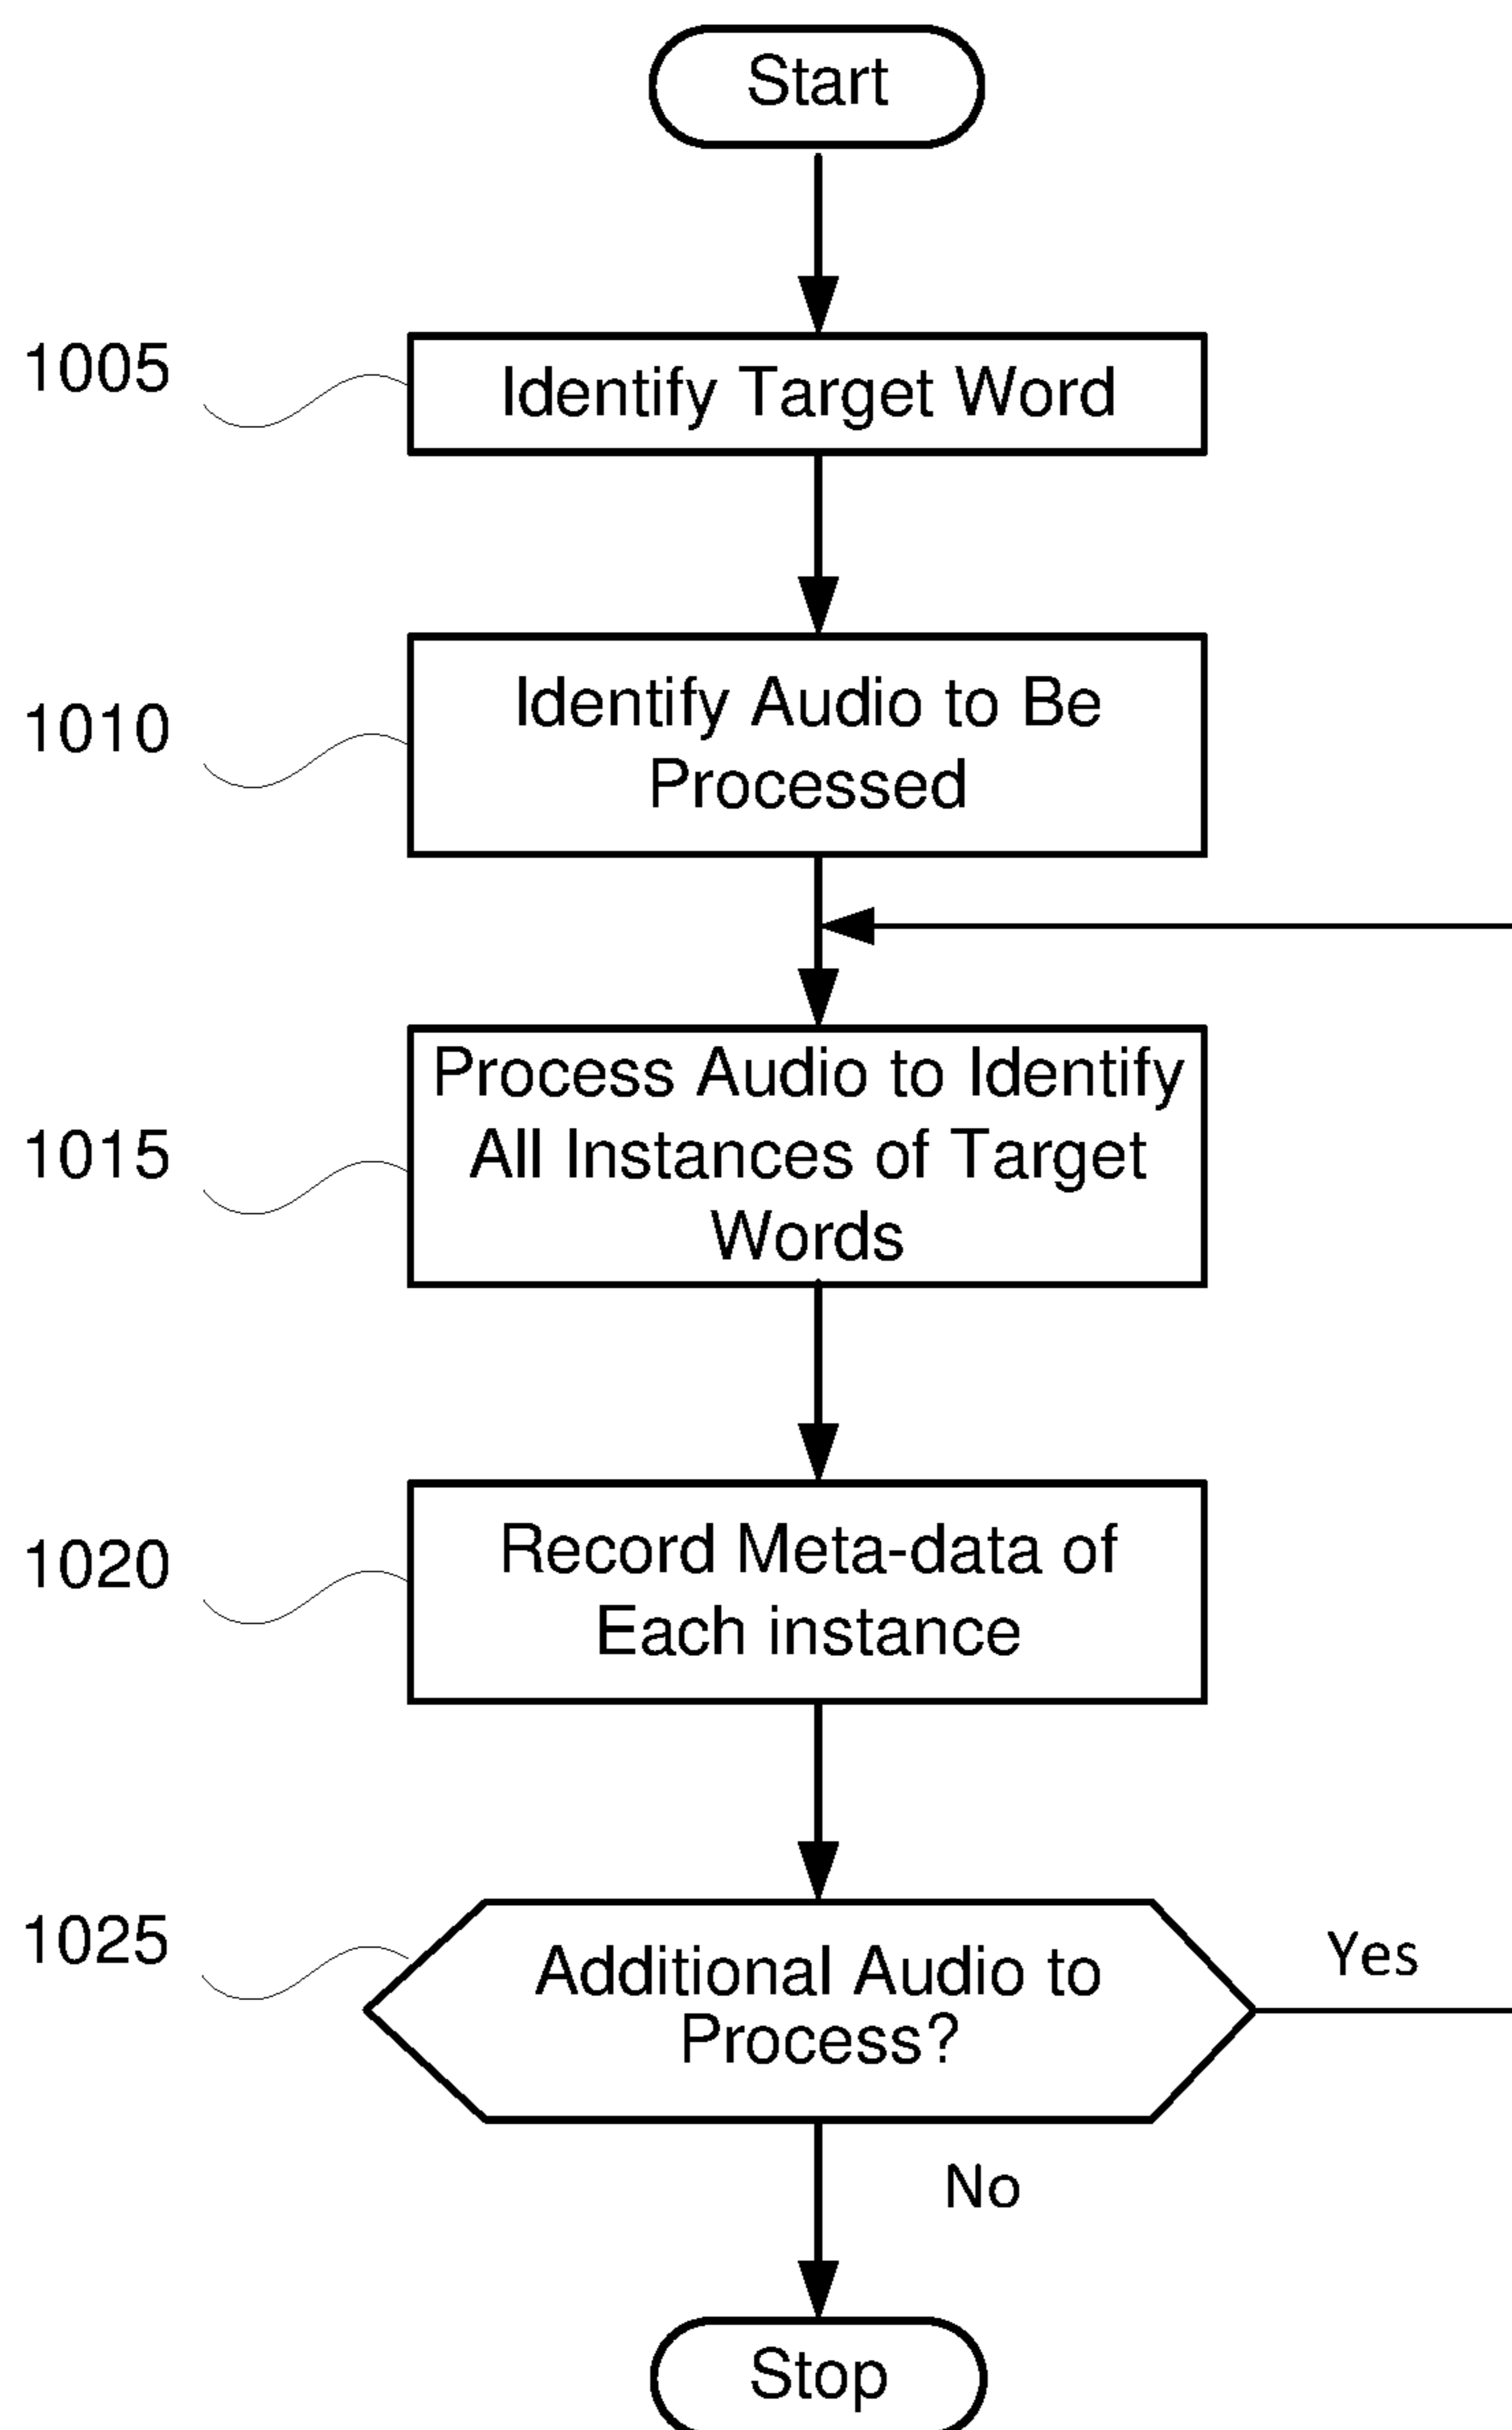 Start
1005
Identify Target Word
1010
Identify Audio to Be
Processed
1015
Process Audio to Identify
All Instances of Target
Words
1020
Record Meta-data of
Each instance
1025
Additional Audio to
Process?
Yes
No
Stop